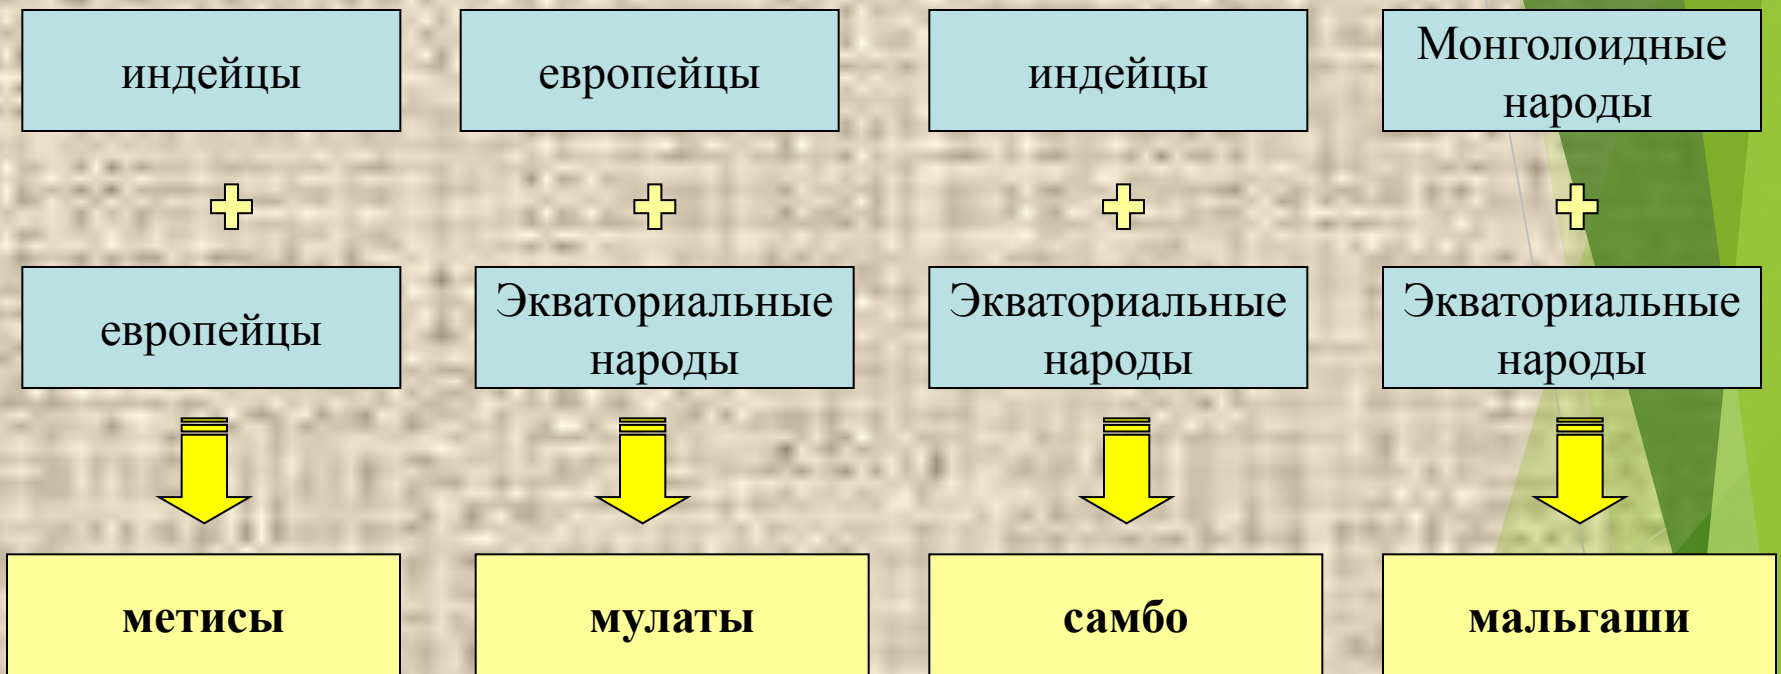 индейцы
европейцы
индейцы
Монголоидные
народы
европейцы
Экваториальные
народы
Экваториальные
народы
Экваториальные
народы
метисы
мулаты
самбо
мальгаши